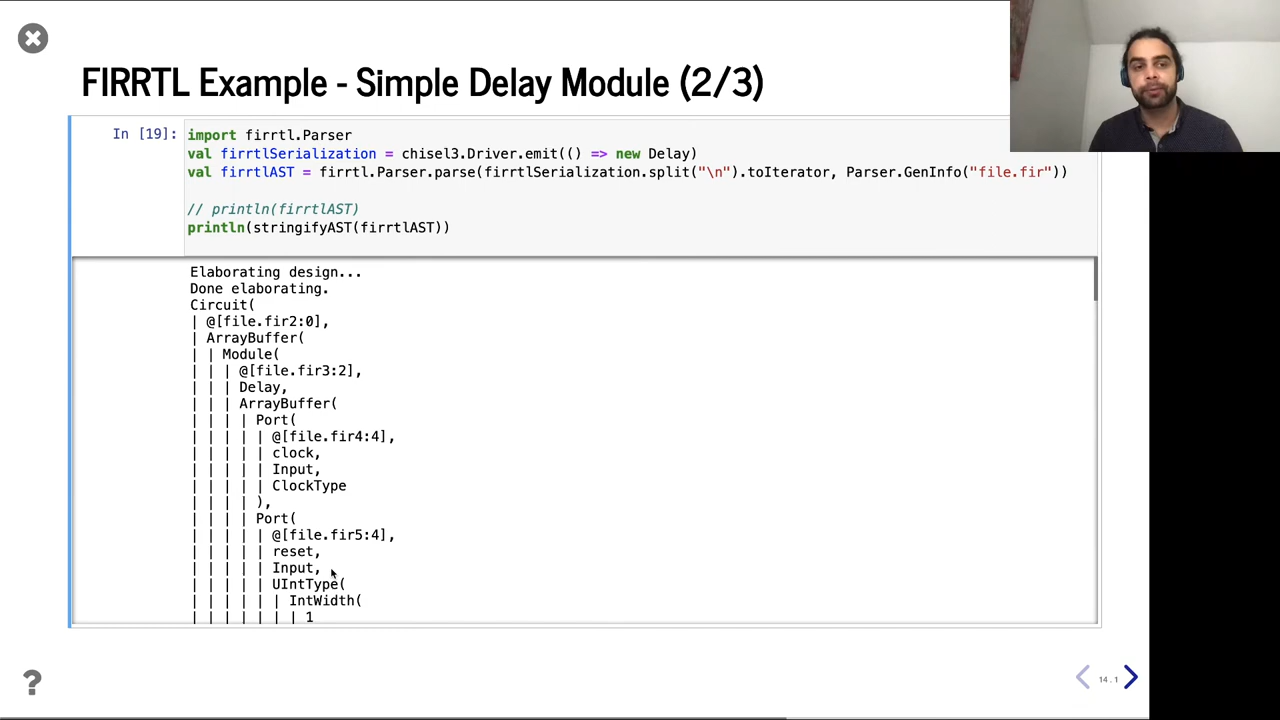 FIRRTL Example - Simple Delay Module (2/3)
In [19]:
import firrtl.Parser
val firrtlSerialization = chisel3.Driver.emit(() => new Delay)
val firrtlAST = firrtl.Parser.parse(firrtlSerialization.split("\n").toIterator, Parser.GenInfo("file.fir"))
// println(firrtlAST)
println(stringifyAST(firrtlAST))
Elaborating design...
Done elaborating.
Circuit(
| @[file.fir2:0],
| ArrayBuffer(
| | Module(
| | | @[file.fir3:2],
| | | Delay,
| | | ArrayBuffer(
| | | | Port(
| | | | | @[file.fir4:4],
| | | | | clock,
| | | | | Input,
| | | | | ClockType
| | | | ),
| | | | Port(
| | | | | @[file.fir5:4],
| | | | | reset,
| | | | | Input,
| | | | | UIntType(
| | | | | | IntWidth(
| | | | | | | 1
?
14.1